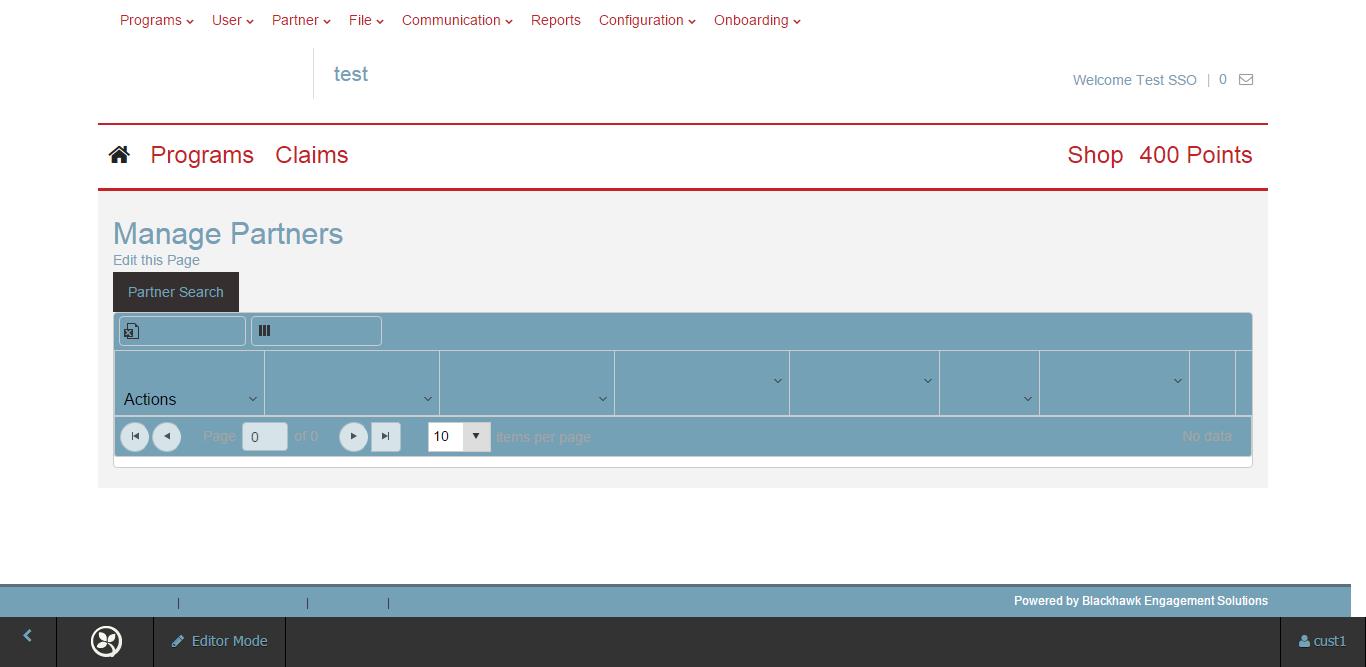 Programs User Partner File Communication Reports Configuration Onboarding
test
Welcome Test SSO | 0
Programs Claims Shop 400 Points
Manage Partners
Edit this Page
Partner Search
Actions
Page 0 of 0 10 items per page No data
| | | Powered by Blackhawk Engagement Solutions
Editor Mode cust1